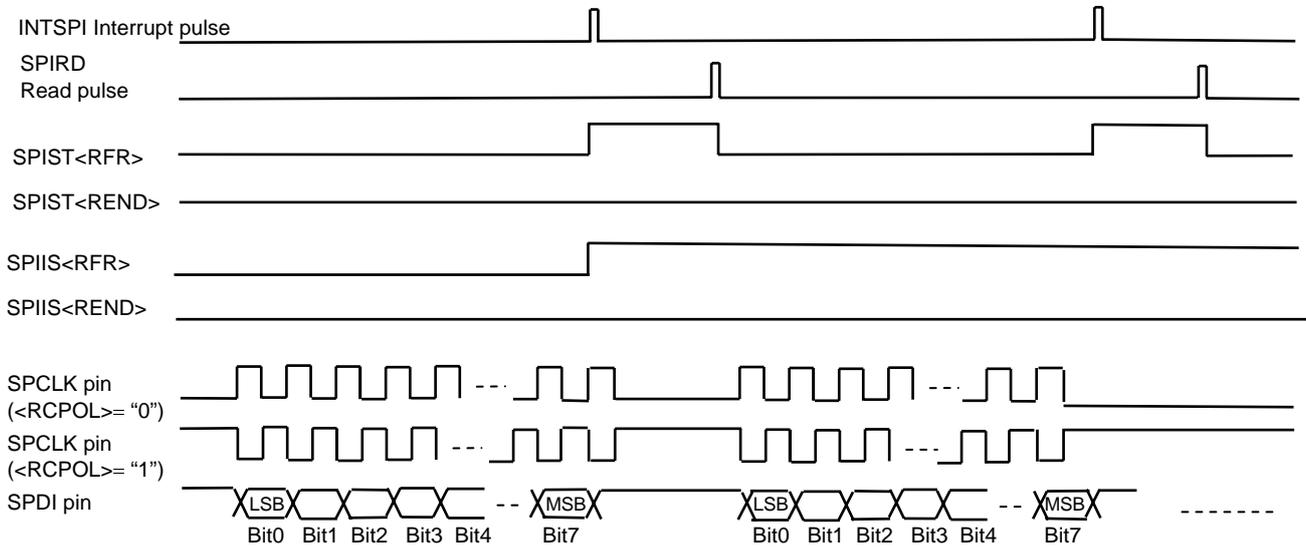 INTSPI Interrupt pulse
SPIRD
Read pulse
SPIST<RFR>
SPIST<REND>
SPIIS<RFR>
SPIIS<REND>
SPCLK pin
(<RCPOL>= “0”)
SPCLK pin
(<RCPOL>= “1”)
SPDI pin
LSB MSB LSB MSB
Bit0 Bit1 Bit2 Bit3 Bit4 Bit7 Bit0 Bit1 Bit2 Bit3 Bit4 Bit7